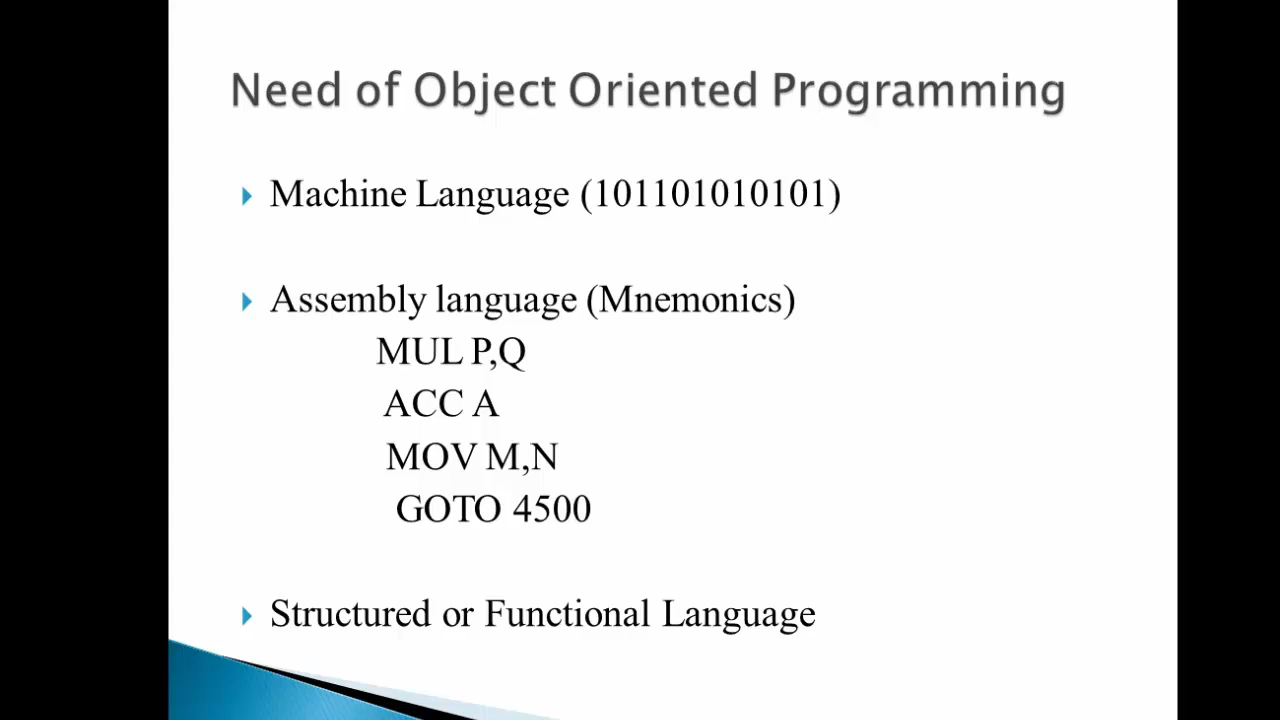 Need of Object Oriented Programming
Machine Language (101101010101)
Assembly language (Mnemonics)
MUL P,Q
ACC A
MOV M,N
GOTO 4500
Structured or Functional Language